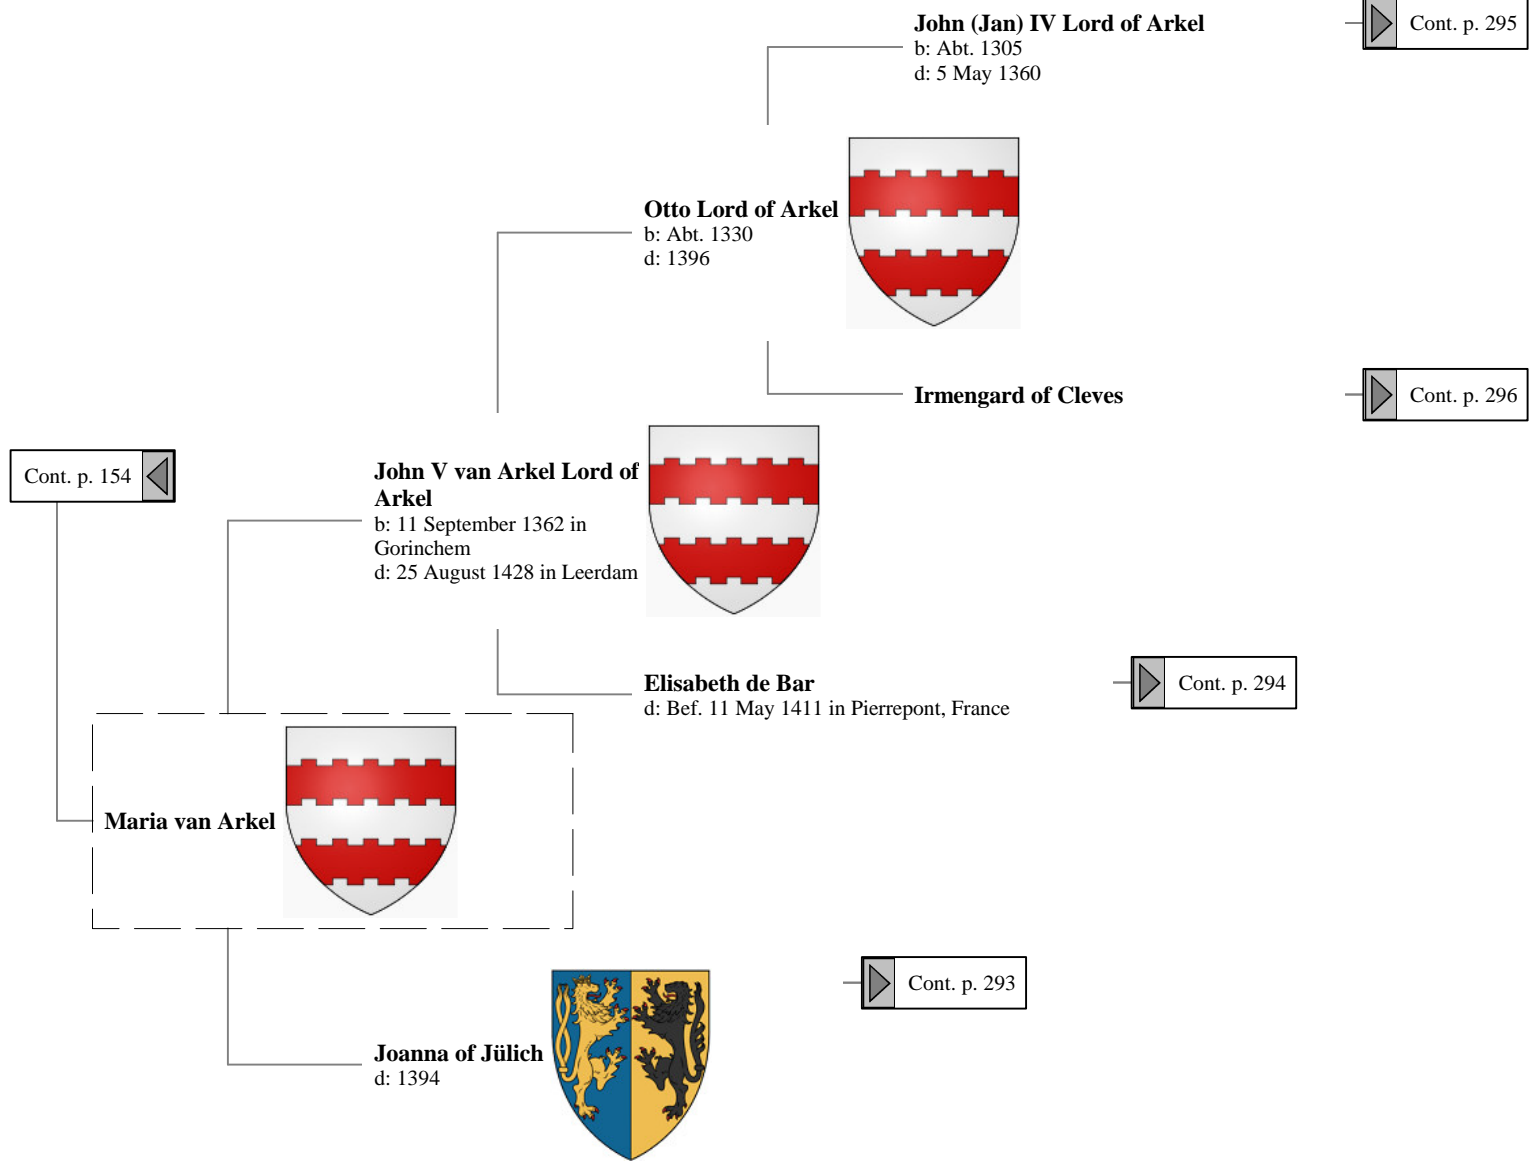 John (Jan) IV Lord of Arkel
b: Abt. 1305
d: 5 May 1360
Cont. p. 295
Otto Lord of Arkel
b: Abt. 1330
d: 1396
Irmengard of Cleves
Cont. p. 296
Cont. p. 154
John V van Arkel Lord of
Arkel
b: 11 September 1362 in
Gorinchem
d: 25 August 1428 in Leerdam
Elisabeth de Bar
d: Bef. 11 May 1411 in Pierrepont, France
Cont. p. 294
Maria van Arkel
Cont. p. 293
Joanna of Jülich
d: 1394